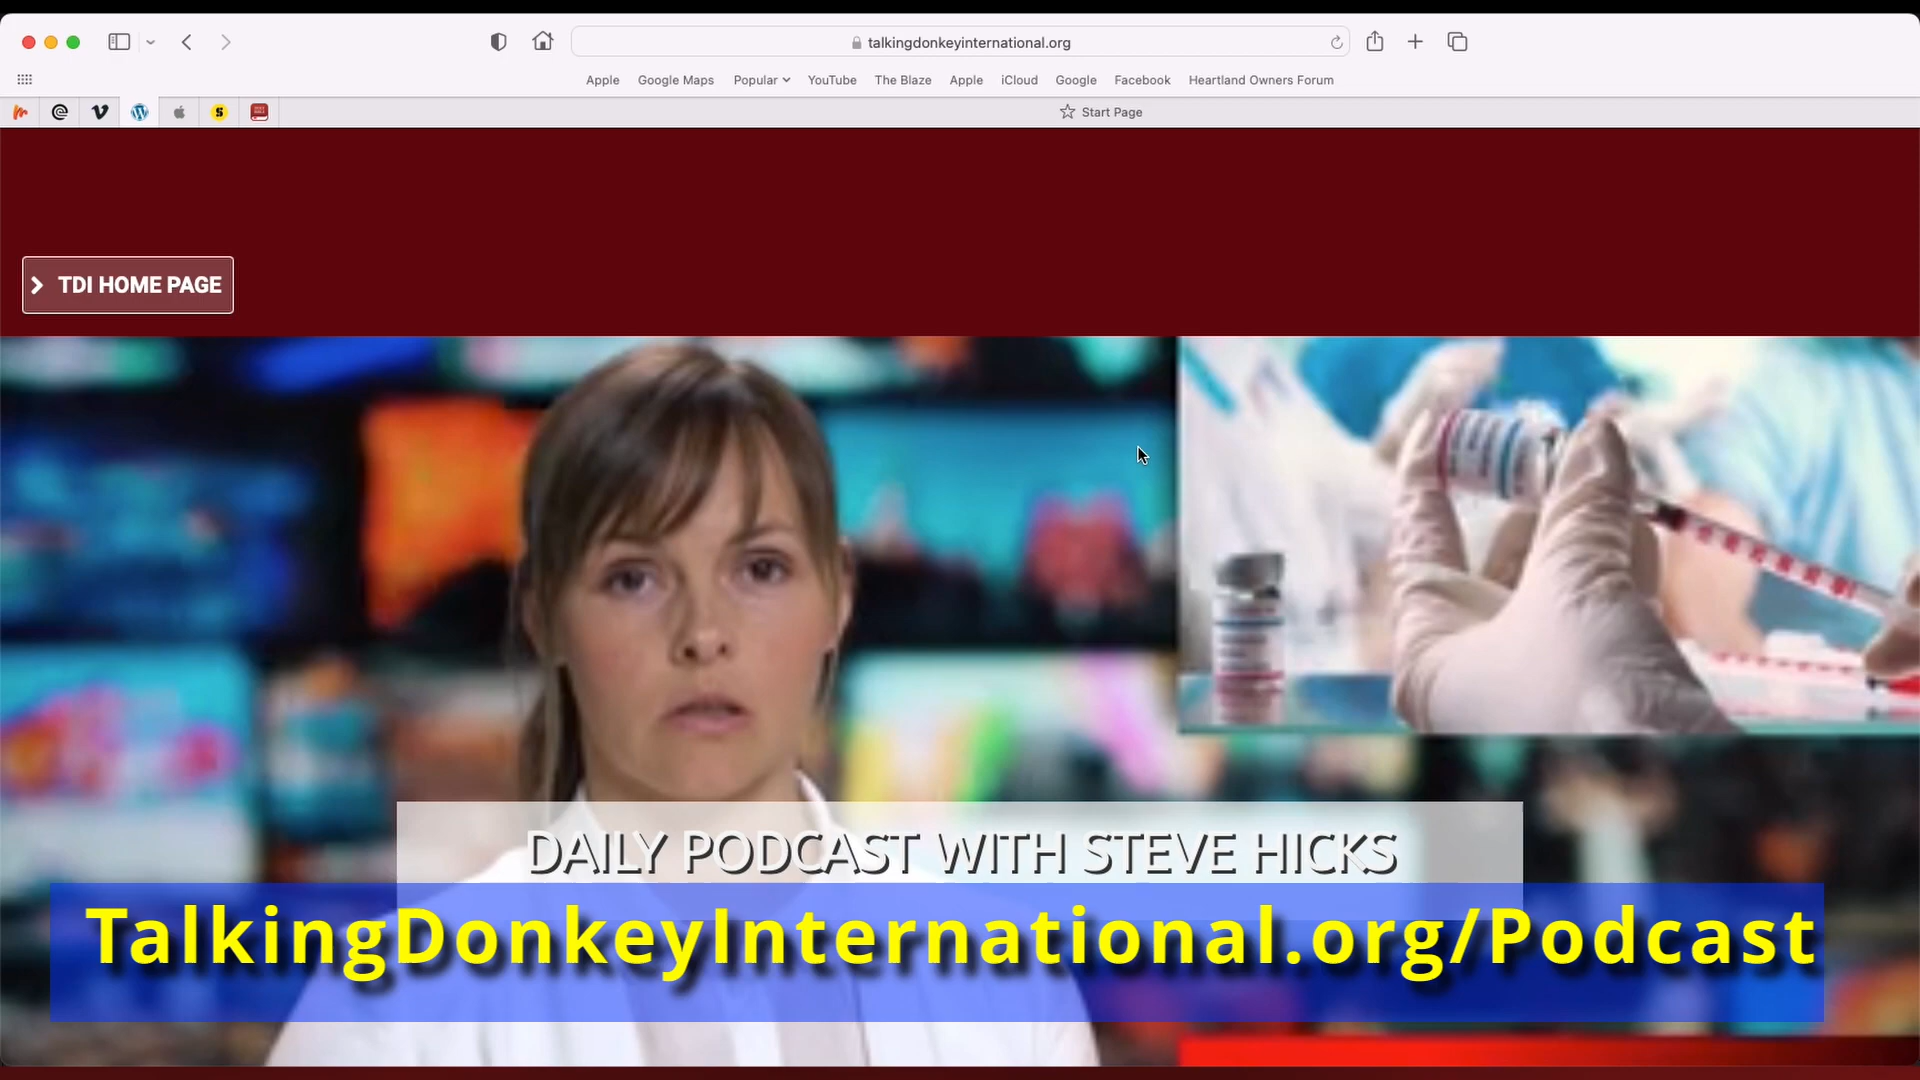 talkingdonkeyinternational.org
Apple Google Maps Popular YouTube The Blaze Apple iCloud Google Facebook Heartland Owners Forum
Start Page
TDI HOME PAGE
DAILY PODCAST WITH STEVE HICKS
TalkingDonkeyInternational.org/Podcast